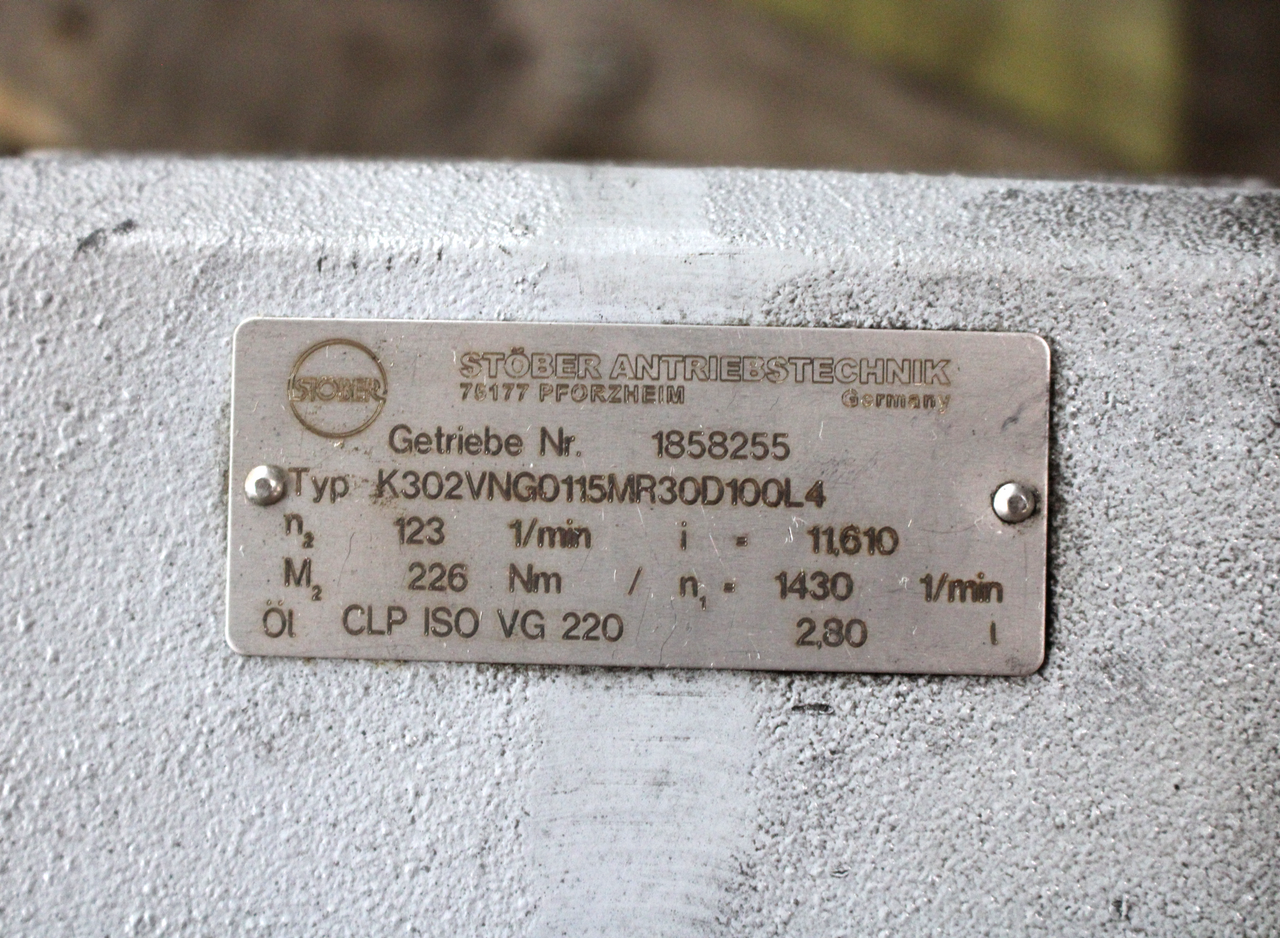 STÖBER
STÖBER ANTRIEBSTECHNIK
75177 PFORZHEIM Germany
Getriebe Nr. 1858255
Typ K302VNG0115MR30D100L4
n₂ 123 1/min i = 11,610
M₂ 226 Nm / n₁ = 1430 1/min
Öl CLP ISO VG 220 2,80 l